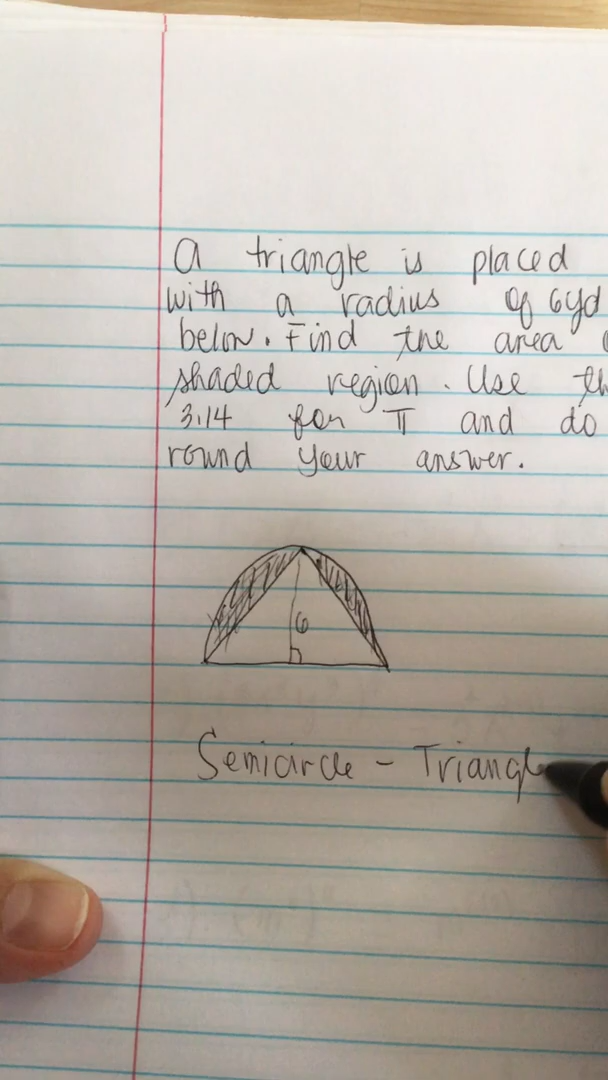 A triangle is placed
with a radius of 6yd
below. Find the area
shaded region. Use th
3.14 for π and do
round your answer.
6
Semicircle - Triangle